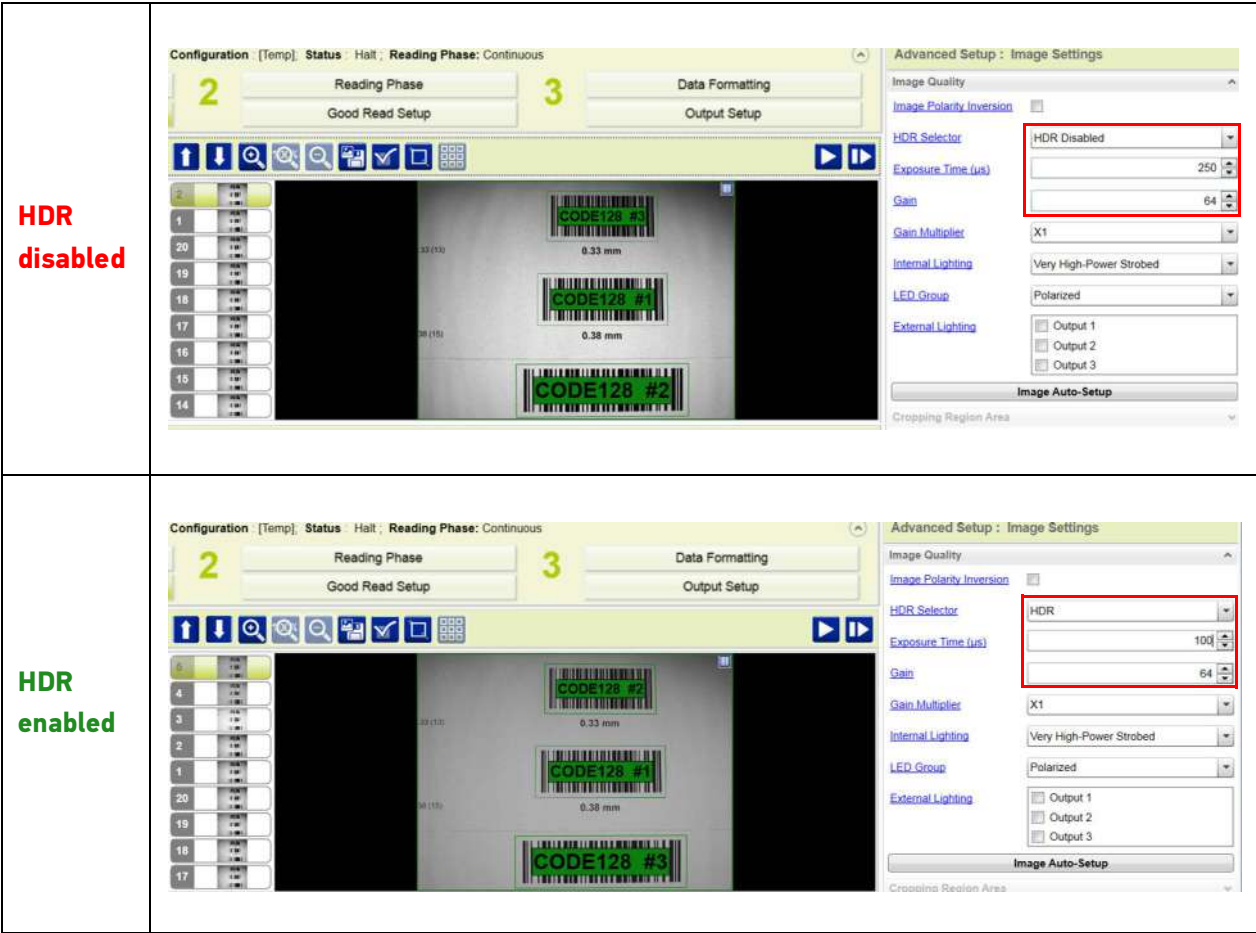 HDR
disabled
Configuration : [Temp]; Status : Halt ; Reading Phase: Continuous
2
Reading Phase
Good Read Setup
3
Data Formatting
Output Setup
2
1
20
19
18
17
16
15
14
CODE128 #3
.33 (13)
0.33 mm
CODE128 #1
.38 (15)
0.38 mm
CODE128 #2
Advanced Setup : Image Settings
Image Quality
Image Polarity Inversion
HDR Selector HDR Disabled
Exposure Time (µs) 250
Gain 64
Gain Multiplier X1
Internal Lighting Very High-Power Strobed
LED Group Polarized
External Lighting Output 1
Output 2
Output 3
Image Auto-Setup
Cropping Region Area
HDR
enabled
Configuration : [Temp]; Status : Halt ; Reading Phase: Continuous
2
Reading Phase
Good Read Setup
3
Data Formatting
Output Setup
5
4
3
2
1
20
19
18
17
CODE128 #2
.33 (13)
0.33 mm
CODE128 #1
.38 (15)
0.38 mm
CODE128 #3
Advanced Setup : Image Settings
Image Quality
Image Polarity Inversion
HDR Selector HDR
Exposure Time (µs) 100
Gain 64
Gain Multiplier X1
Internal Lighting Very High-Power Strobed
LED Group Polarized
External Lighting Output 1
Output 2
Output 3
Image Auto-Setup
Cropping Region Area